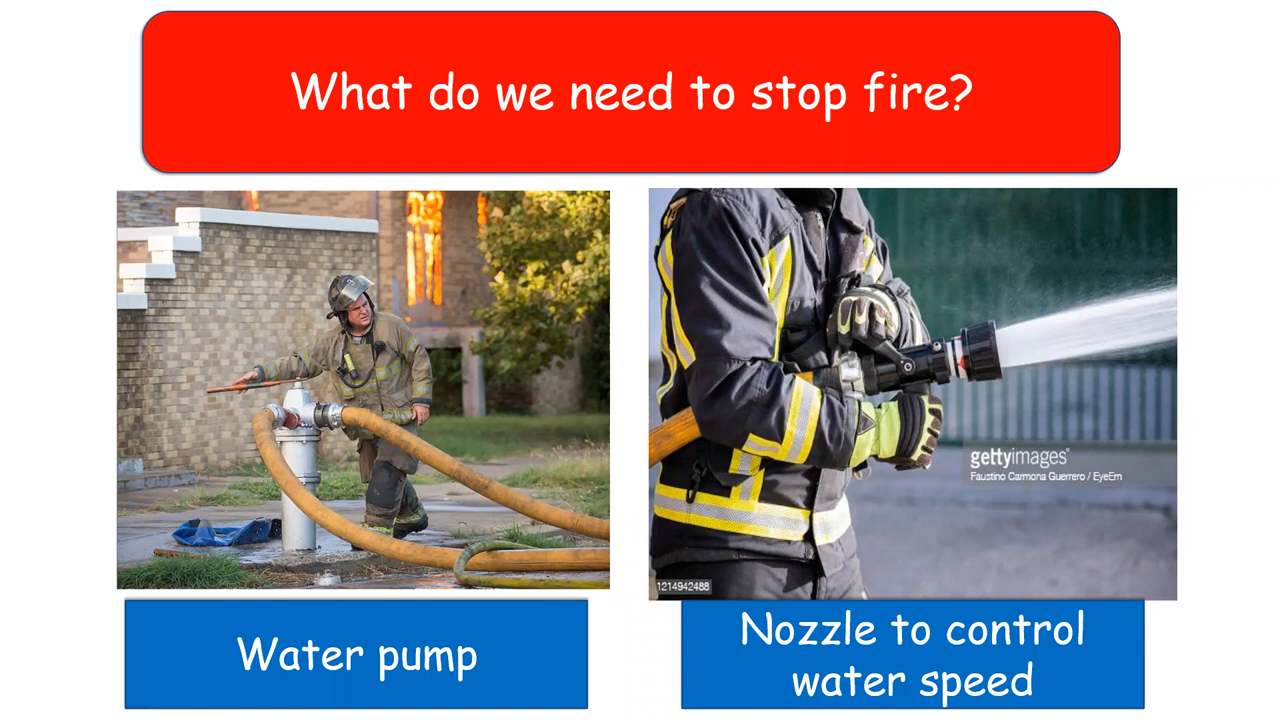 What do we need to stop fire?
gettyimages®
Faustino Carmona Guerrero / EyeEm
1214942488
Water pump
Nozzle to control
water speed